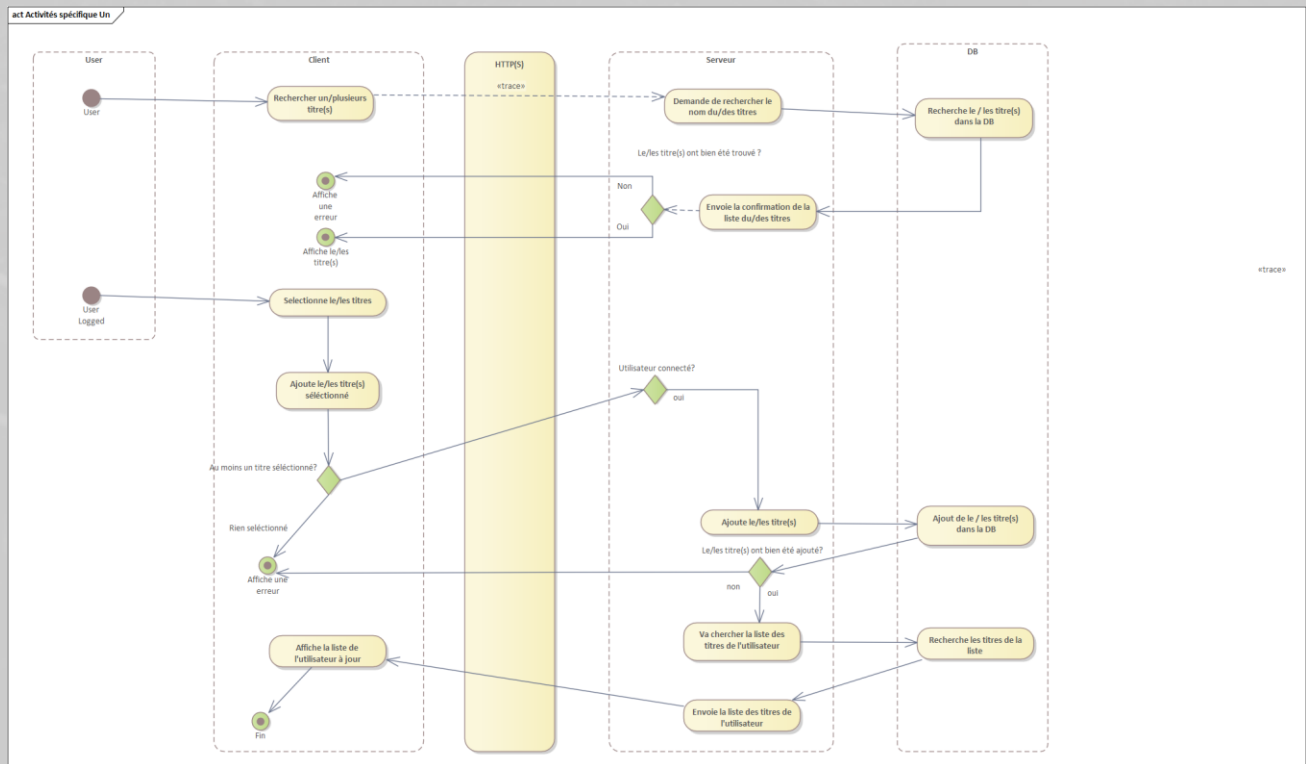 act Activités spécifique Un
User
Client
HTTP(S)
«trace»
Serveur
DB
User
Rechercher un/plusieurs
titre(s)
Demande de rechercher le
nom du/des titres
Recherche le / les titre(s)
dans la DB
Le/les titre(s) ont bien été trouvé ?
Non
Oui
Envoie la confirmation de la
liste du/des titres
Affiche
une
erreur
Affiche le/les
titre(s)
«trace»
User
Logged
Selectionne le/les titres
Ajoute le/les titre(s)
séléctionné
Utilisateur connecté?
oui
Au moins un titre séléctionné?
Rien seléctionné
Affiche une
erreur
Ajoute le/les titre(s)
Ajout de le / les titre(s)
dans la DB
Le/les titre(s) ont bien été ajouté?
non
oui
Va chercher la liste des
titres de l'utilisateur
Recherche les titres de la
liste
Affiche la liste de
l'utilisateur à jour
Envoie la liste des titres de
l'utilisateur
Fin